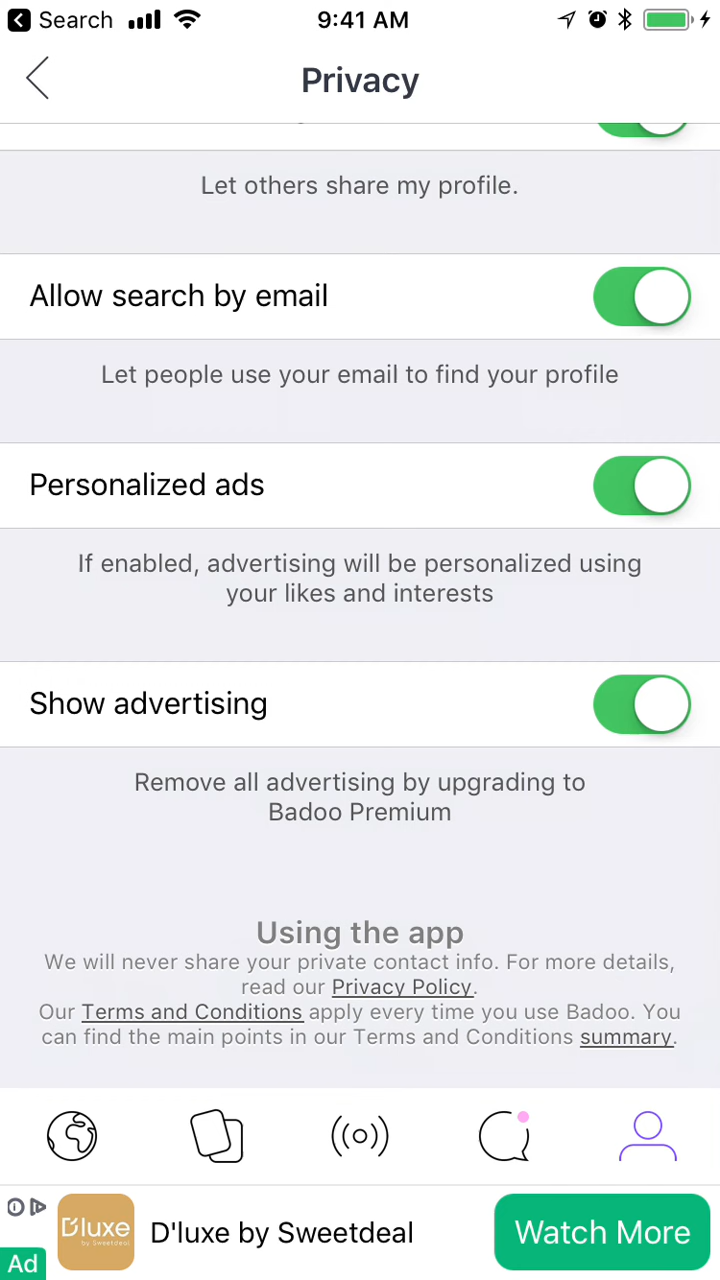 Search
9:41 AM
Privacy
Let others share my profile.
Allow search by email
Let people use your email to find your profile
Personalized ads
If enabled, advertising will be personalized using
your likes and interests
Show advertising
Remove all advertising by upgrading to
Badoo Premium
Using the app
We will never share your private contact info. For more details,
read our Privacy Policy.
Our Terms and Conditions apply every time you use Badoo. You
can find the main points in our Terms and Conditions summary.
D'luxe
by Sweetdeal
D'luxe by Sweetdeal
Watch More
Ad